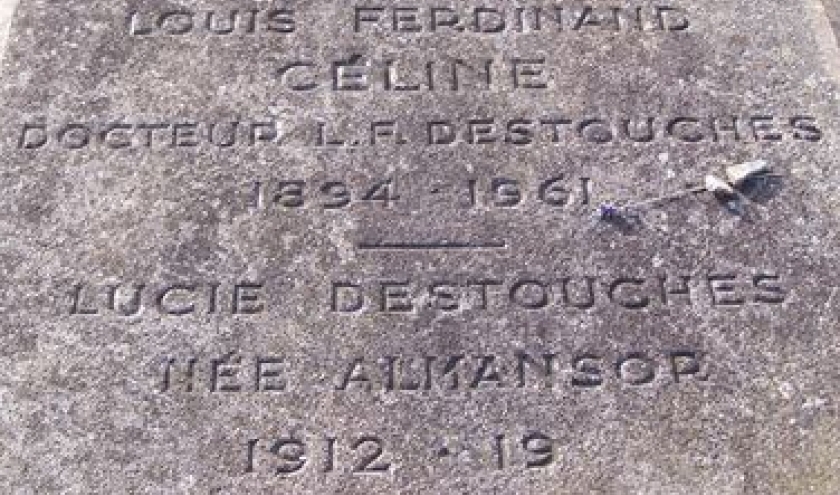 LOUIS FERDINAND
CÉLINE
DOCTEUR L.F. DESTOUCHES
1894 · 1961
LUCIE DESTOUCHES
NÉE ALMANSOR
1912 · 19